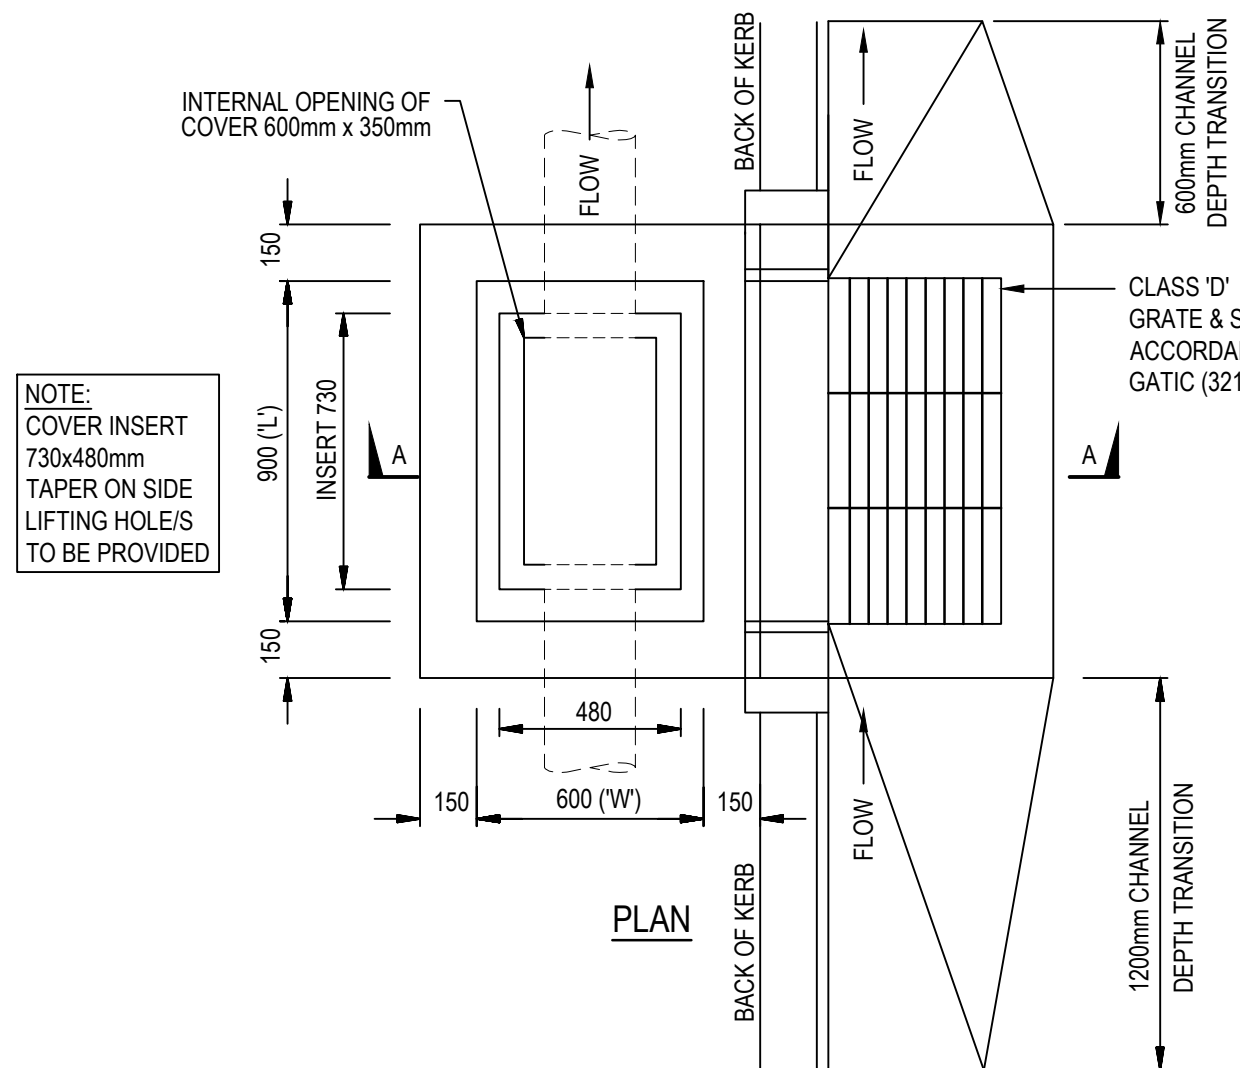 INTERNAL OPENING OF
COVER 600mm x 350mm
FLOW
BACK OF KERB
FLOW
600mm CHANNEL
DEPTH TRANSITION
150
CLASS 'D'
GRATE & S
ACCORDA
GATIC (321
NOTE:
COVER INSERT
730x480mm
TAPER ON SIDE
LIFTING HOLE/S
TO BE PROVIDED
900 ('L')
INSERT 730
A
A
150
480
150
600 ('W')
150
FLOW
PLAN
BACK OF KERB
1200mm CHANNEL
DEPTH TRANSITION